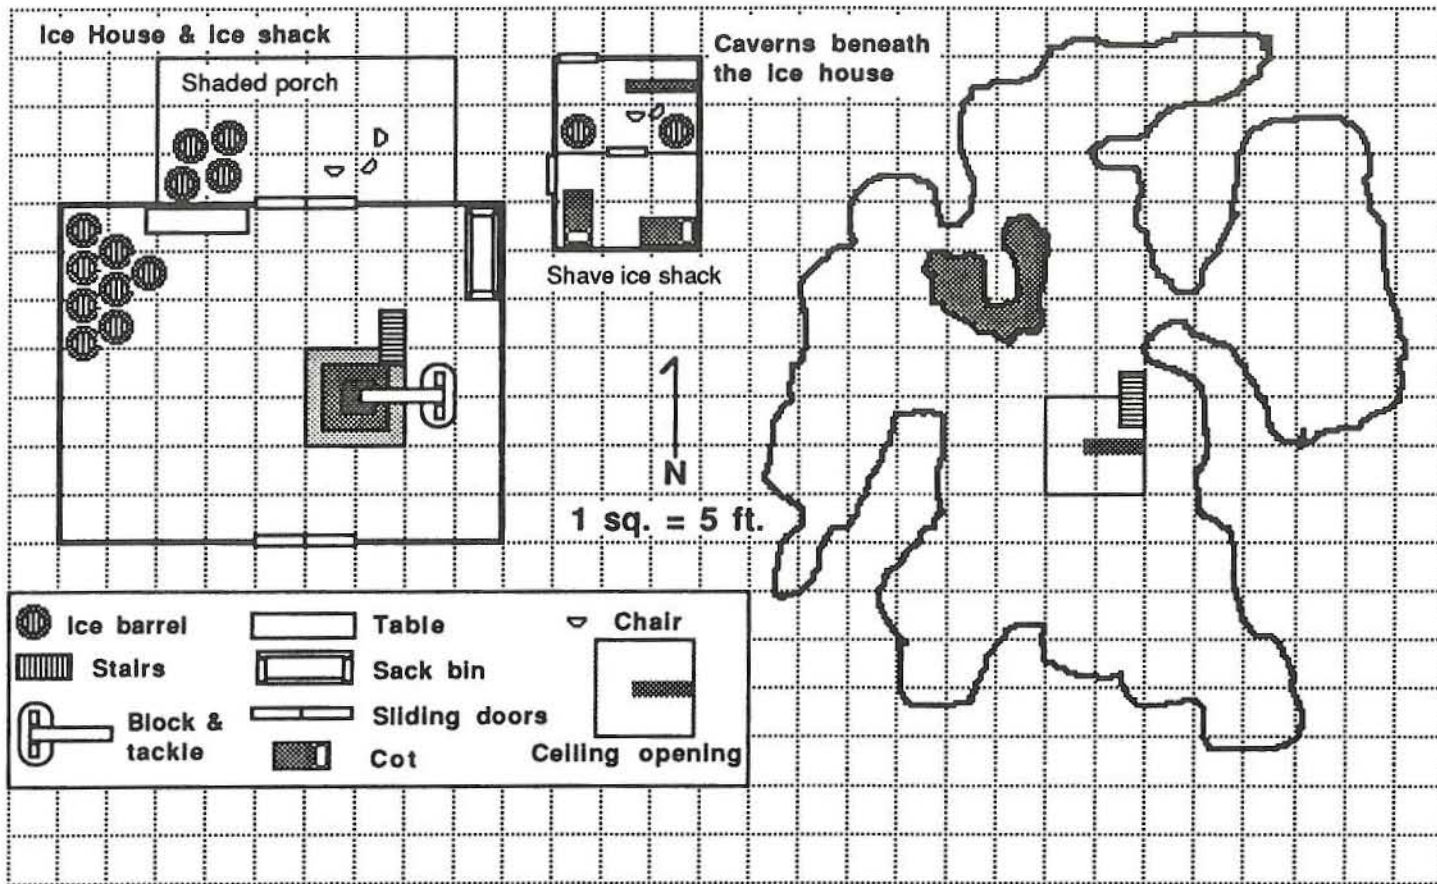 Ice House & Ice shack
Shaded porch
Caverns beneath
the ice house
Shave ice shack
N
1 sq. = 5 ft.
Ice barrel
Table
Chair
Stairs
Sack bin
Block &
tackle
Sliding doors
Cot
Ceiling opening